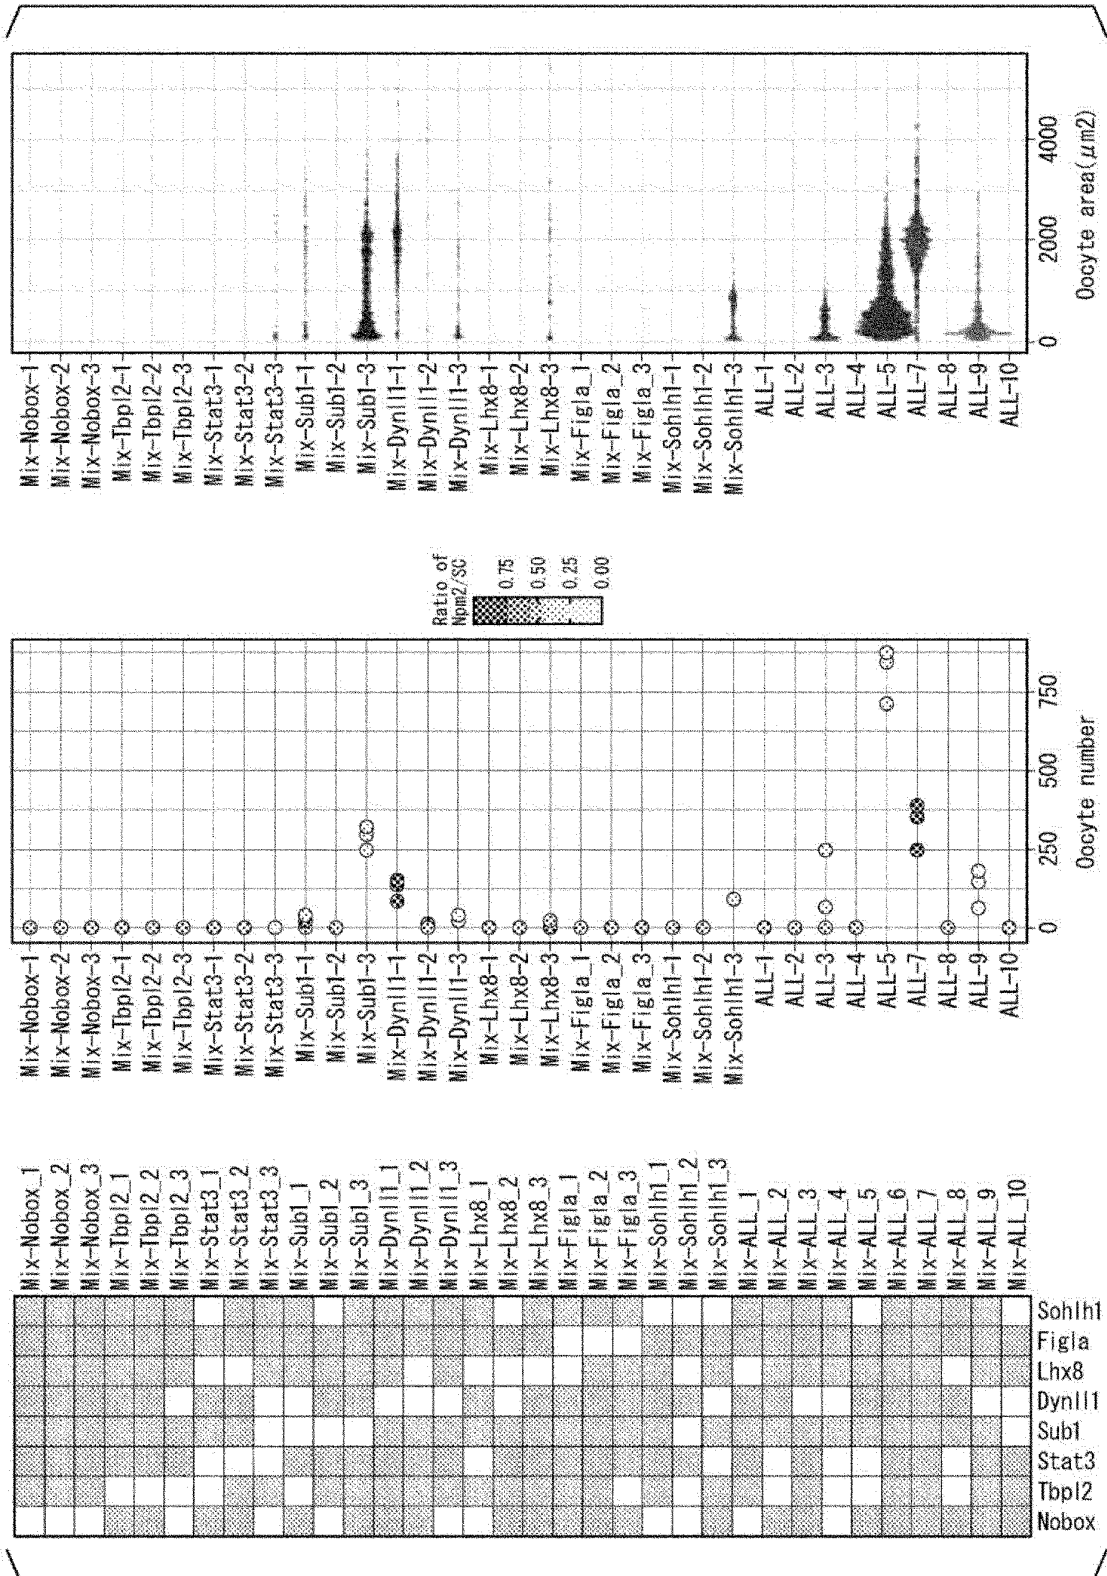 Mix-Nobox-1
Mix-Nobox-2
Mix-Nobox-3
Mix-Tbpl2-1
Mix-Tbpl2-2
Mix-Tbpl2-3
Mix-Stat3-1
Mix-Stat3-2
Mix-Stat3-3
Mix-Sub1-1
Mix-Sub1-2
Mix-Sub1-3
Mix-Dynll1-1
Mix-Dynll1-2
Mix-Dynll1-3
Mix-Lhx8-1
Mix-Lhx8-2
Mix-Lhx8-3
Mix-Figla_1
Mix-Figla_2
Mix-Figla_3
Mix-Sohlh1-1
Mix-Sohlh1-2
Mix-Sohlh1-3
ALL-1
ALL-2
ALL-3
ALL-4
ALL-5
ALL-7
ALL-8
ALL-9
ALL-10
0
2000
4000
Oocyte area(μm2)
Ratio of
Npm2/SC
0.75
0.50
0.25
0.00
Mix-Nobox-1
Mix-Nobox-2
Mix-Nobox-3
Mix-Tbpl2-1
Mix-Tbpl2-2
Mix-Tbpl2-3
Mix-Stat3-1
Mix-Stat3-2
Mix-Stat3-3
Mix-Sub1-1
Mix-Sub1-2
Mix-Sub1-3
Mix-Dynll1-1
Mix-Dynll1-2
Mix-Dynll1-3
Mix-Lhx8-1
Mix-Lhx8-2
Mix-Lhx8-3
Mix-Figla_1
Mix-Figla_2
Mix-Figla_3
Mix-Sohlh1-1
Mix-Sohlh1-2
Mix-Sohlh1-3
ALL-1
ALL-2
ALL-3
ALL-4
ALL-5
ALL-7
ALL-8
ALL-9
ALL-10
0
250
500
750
Oocyte number
Mix-Nobox_1
Mix-Nobox_2
Mix-Nobox_3
Mix-Tbpl2_1
Mix-Tbpl2_2
Mix-Tbpl2_3
Mix-Stat3_1
Mix-Stat3_2
Mix-Stat3_3
Mix-Sub1_1
Mix-Sub1_2
Mix-Sub1_3
Mix-Dynll1_1
Mix-Dynll1_2
Mix-Dynll1_3
Mix-Lhx8_1
Mix-Lhx8_2
Mix-Lhx8_3
Mix-Figla_1
Mix-Figla_2
Mix-Figla_3
Mix-Sohlh1_1
Mix-Sohlh1_2
Mix-Sohlh1_3
Mix-ALL_1
Mix-ALL_2
Mix-ALL_3
Mix-ALL_4
Mix-ALL_5
Mix-ALL_6
Mix-ALL_7
Mix-ALL_8
Mix-ALL_9
Mix-ALL_10
Sohlh1
Figla
Lhx8
Dynll1
Sub1
Stat3
Tbpl2
Nobox